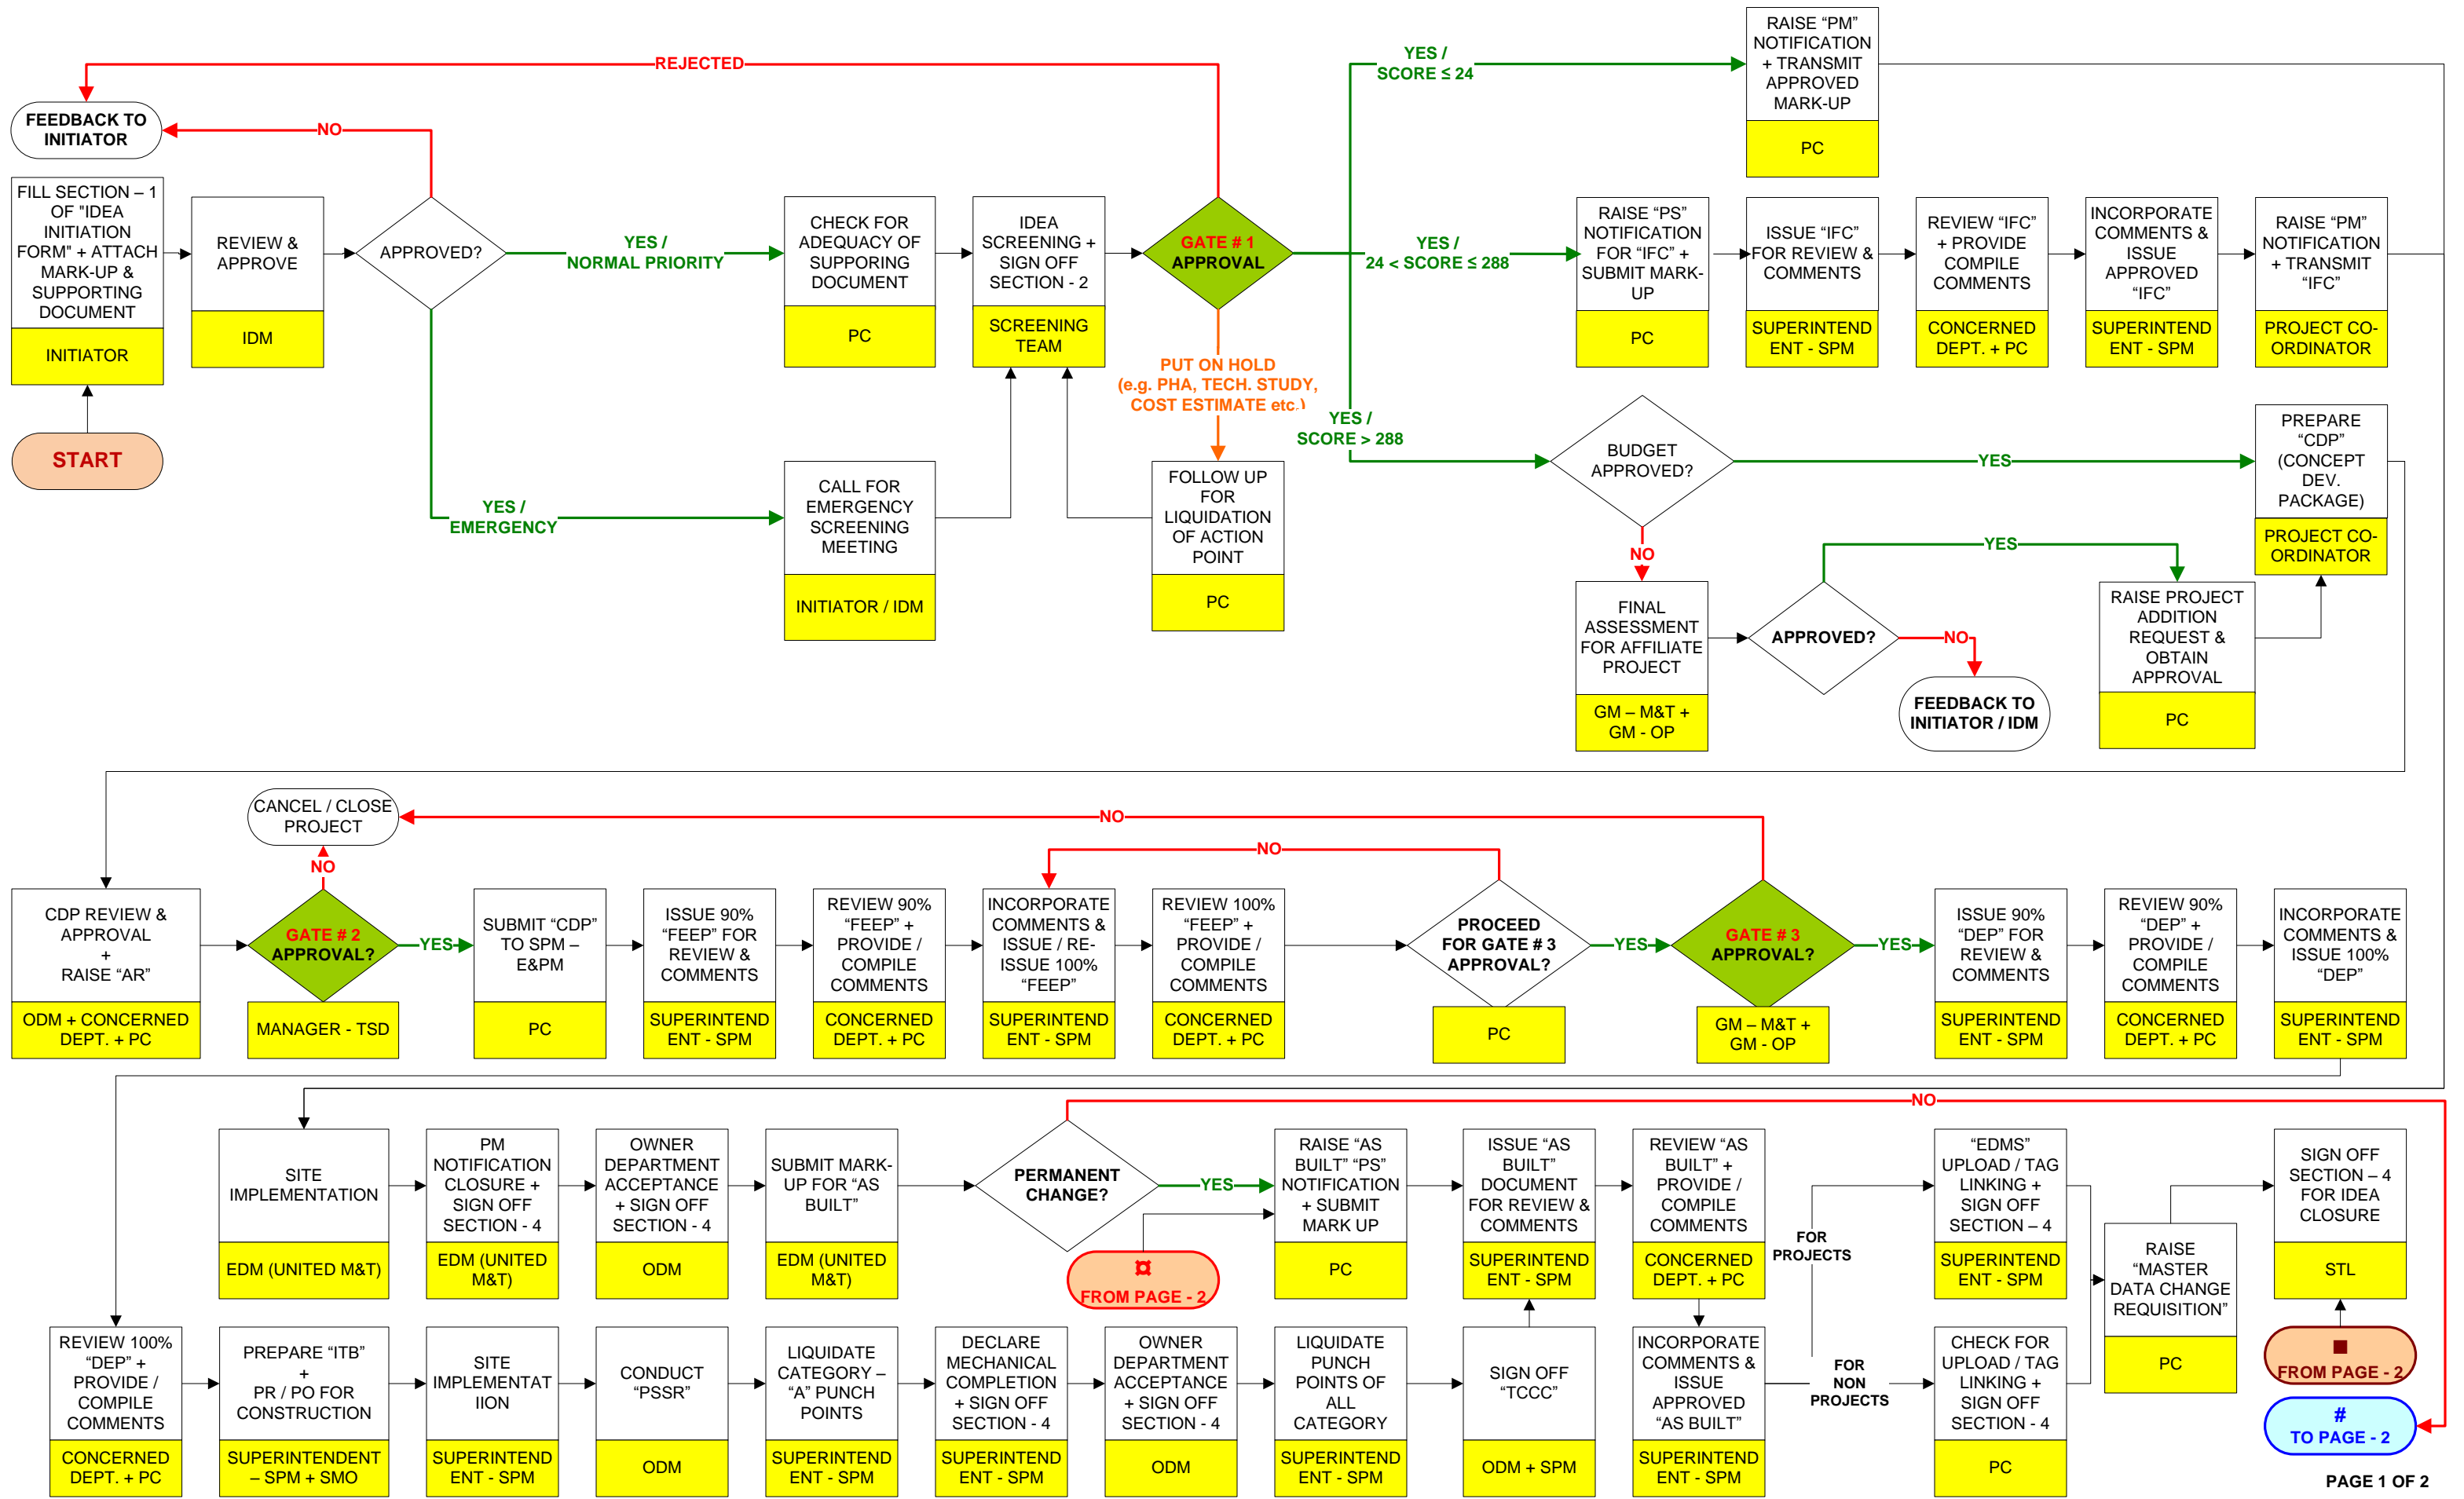 RAISE “PM”
NOTIFICATION
+ TRANSMIT
APPROVED
MARK-UP
PC
YES /
SCORE ≤ 24
REJECTED
FEEDBACK TO
INITIATOR
NO
FILL SECTION – 1
OF "IDEA
INITIATION
FORM" + ATTACH
MARK-UP &
SUPPORTING
DOCUMENT
INITIATOR
START
REVIEW &
APPROVE
IDM
APPROVED?
YES /
NORMAL PRIORITY
CHECK FOR
ADEQUACY OF
SUPPORING
DOCUMENT
PC
IDEA
SCREENING +
SIGN OFF
SECTION - 2
SCREENING
TEAM
GATE # 1
APPROVAL
YES /
24 < SCORE ≤ 288
RAISE “PS”
NOTIFICATION
FOR “IFC” +
SUBMIT MARK-
UP
PC
ISSUE “IFC”
FOR REVIEW &
COMMENTS
SUPERINTEND
ENT - SPM
REVIEW “IFC”
+ PROVIDE
COMPILE
COMMENTS
CONCERNED
DEPT. + PC
INCORPORATE
COMMENTS &
ISSUE
APPROVED
“IFC”
SUPERINTEND
ENT - SPM
RAISE “PM”
NOTIFICATION
+ TRANSMIT
“IFC”
PROJECT CO-
ORDINATOR
PUT ON HOLD
(e.g. PHA, TECH. STUDY,
COST ESTIMATE etc.)
YES /
SCORE > 288
YES /
EMERGENCY
CALL FOR
EMERGENCY
SCREENING
MEETING
INITIATOR / IDM
FOLLOW UP
FOR
LIQUIDATION
OF ACTION
POINT
PC
BUDGET
APPROVED?
YES
PREPARE
“CDP”
(CONCEPT
DEV.
PACKAGE)
PROJECT CO-
ORDINATOR
NO
FINAL
ASSESSMENT
FOR AFFILIATE
PROJECT
GM – M&T +
GM - OP
APPROVED?
YES
NO
FEEDBACK TO
INITIATOR / IDM
RAISE PROJECT
ADDITION
REQUEST &
OBTAIN
APPROVAL
PC
CANCEL / CLOSE
PROJECT
NO
NO
NO
CDP REVIEW &
APPROVAL
+
RAISE “AR”
ODM + CONCERNED
DEPT. + PC
GATE # 2
APPROVAL?
MANAGER - TSD
YES
SUBMIT “CDP”
TO SPM –
E&PM
PC
ISSUE 90%
“FEEP” FOR
REVIEW &
COMMENTS
SUPERINTEND
ENT - SPM
REVIEW 90%
“FEEP” +
PROVIDE /
COMPILE
COMMENTS
CONCERNED
DEPT. + PC
INCORPORATE
COMMENTS &
ISSUE / RE-
ISSUE 100%
“FEEP”
SUPERINTEND
ENT - SPM
REVIEW 100%
“FEEP” +
PROVIDE /
COMPILE
COMMENTS
CONCERNED
DEPT. + PC
PROCEED
FOR GATE # 3
APPROVAL?
PC
YES
GATE # 3
APPROVAL?
GM – M&T +
GM - OP
YES
ISSUE 90%
“DEP” FOR
REVIEW &
COMMENTS
SUPERINTEND
ENT - SPM
REVIEW 90%
“DEP” +
PROVIDE /
COMPILE
COMMENTS
CONCERNED
DEPT. + PC
INCORPORATE
COMMENTS &
ISSUE 100%
“DEP”
SUPERINTEND
ENT - SPM
NO
SITE
IMPLEMENTATION
EDM (UNITED M&T)
PM
NOTIFICATION
CLOSURE +
SIGN OFF
SECTION - 4
EDM (UNITED
M&T)
OWNER
DEPARTMENT
ACCEPTANCE
+ SIGN OFF
SECTION - 4
ODM
SUBMIT MARK-
UP FOR “AS
BUILT”
EDM (UNITED
M&T)
PERMANENT
CHANGE?
YES
¤
FROM PAGE - 2
RAISE “AS
BUILT” “PS”
NOTIFICATION
+ SUBMIT
MARK UP
PC
ISSUE “AS
BUILT”
DOCUMENT
FOR REVIEW &
COMMENTS
SUPERINTEND
ENT - SPM
REVIEW “AS
BUILT” +
PROVIDE /
COMPILE
COMMENTS
CONCERNED
DEPT. + PC
FOR
PROJECTS
“EDMS”
UPLOAD / TAG
LINKING +
SIGN OFF
SECTION – 4
SUPERINTEND
ENT - SPM
RAISE
“MASTER
DATA CHANGE
REQUISITION”
PC
SIGN OFF
SECTION – 4
FOR IDEA
CLOSURE
STL
■
FROM PAGE - 2
REVIEW 100%
“DEP” +
PROVIDE /
COMPILE
COMMENTS
CONCERNED
DEPT. + PC
PREPARE “ITB”
+
PR / PO FOR
CONSTRUCTION
SUPERINTENDENT
– SPM + SMO
SITE
IMPLEMENTAT
IION
SUPERINTEND
ENT - SPM
CONDUCT
“PSSR”
ODM
LIQUIDATE
CATEGORY –
“A” PUNCH
POINTS
SUPERINTEND
ENT - SPM
DECLARE
MECHANICAL
COMPLETION
+ SIGN OFF
SECTION - 4
SUPERINTEND
ENT - SPM
OWNER
DEPARTMENT
ACCEPTANCE
+ SIGN OFF
SECTION - 4
ODM
LIQUIDATE
PUNCH
POINTS OF
ALL
CATEGORY
SUPERINTEND
ENT - SPM
SIGN OFF
“TCCC”
ODM + SPM
INCORPORATE
COMMENTS &
ISSUE
APPROVED
“AS BUILT”
SUPERINTEND
ENT - SPM
FOR
NON
PROJECTS
CHECK FOR
UPLOAD / TAG
LINKING +
SIGN OFF
SECTION - 4
PC
#
TO PAGE - 2
PAGE 1 OF 2